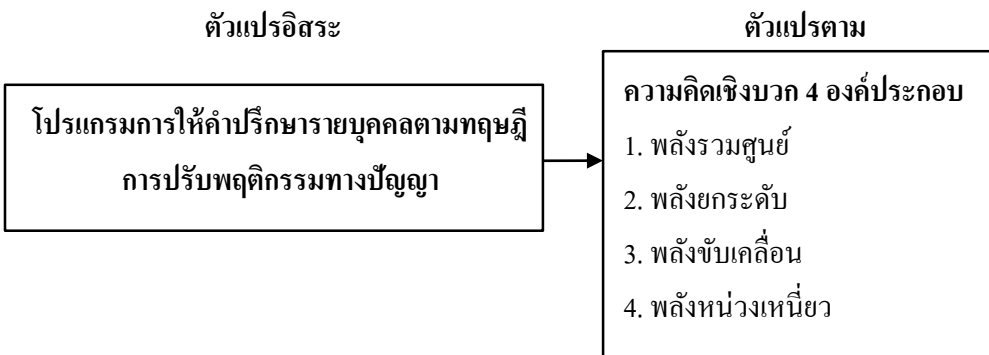 ตัวแปรอิสระ
ตัวแปรตาม
โปรแกรมการให้คำปรึกษารายบุคคลตามทฤษฎี
การปรับพฤติกรรมทางปัญญา
ความคิดเชิงบวก 4 องค์ประกอบ
1. พลังรวมศูนย์
2. พลังยกระดับ
3. พลังขับเคลื่อน
4. พลังหน่วงเหนี่ยว